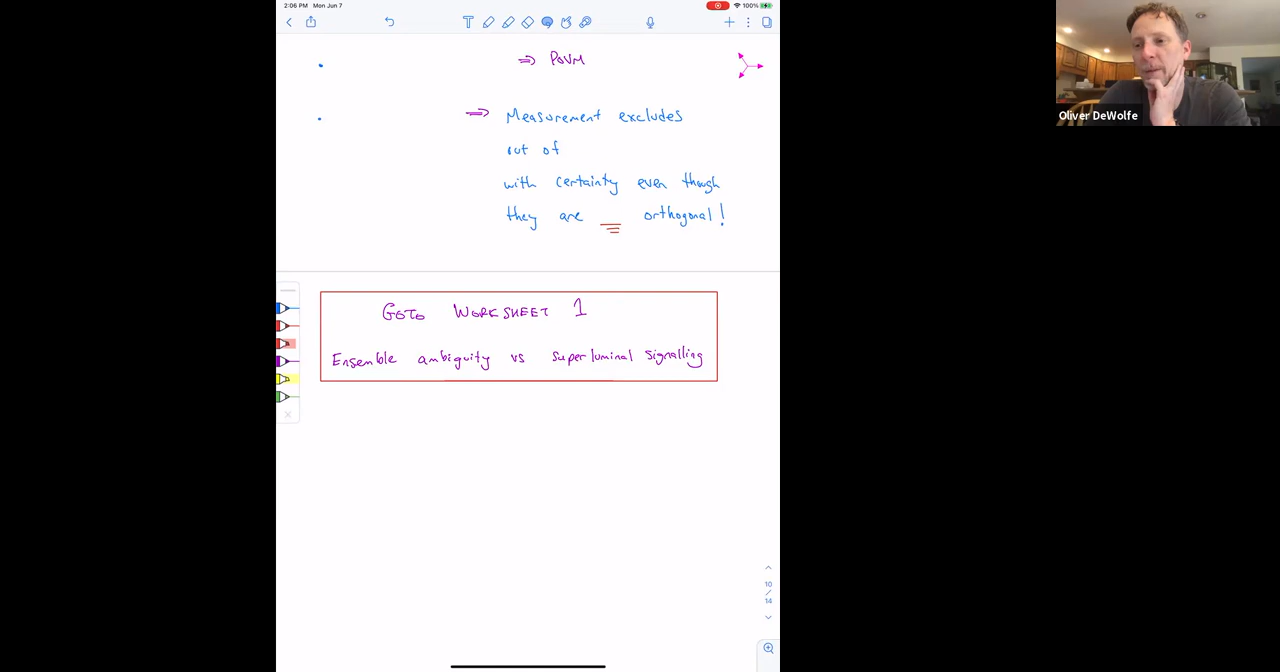 2:06 PM Mon Jun 7
100%
T
⇒ POVM
⇒ Measurement excludes
out of
with certainty even though
they are orthogonal!
GOTO WORKSHEET 1
Ensemble ambiguity vs Superluminal Signalling
10
/
14
Oliver DeWolfe